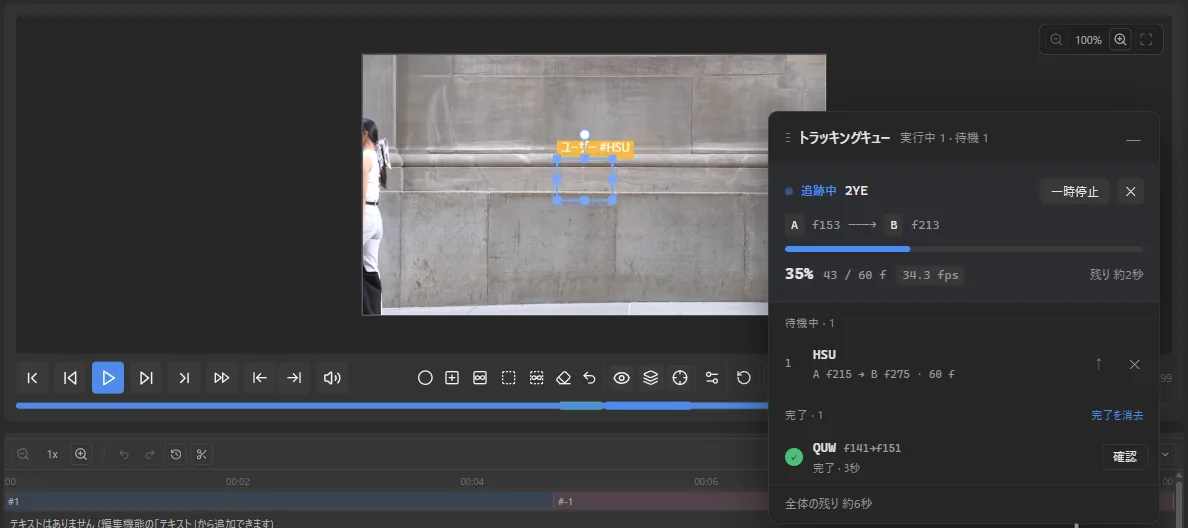 100%
ユーザー #HSU
トラッキングキュー 実行中 1 · 待機 1
追跡中 2YE 一時停止
A f153 ⟶ B f213
35% 43 / 60 f 34.3 fps 残り 約2秒
待機中 · 1
1 HSU
A f215 → B f275 · 60 f
99
完了 · 1 完了を消去
QUW f141→f151
完了 · 3秒
確認
全体の残り 約6秒
1x
:00 00:02 00:04 00:06 00
#1 #-1
テキストはありません (編集機能の「テキスト」から追加できます)